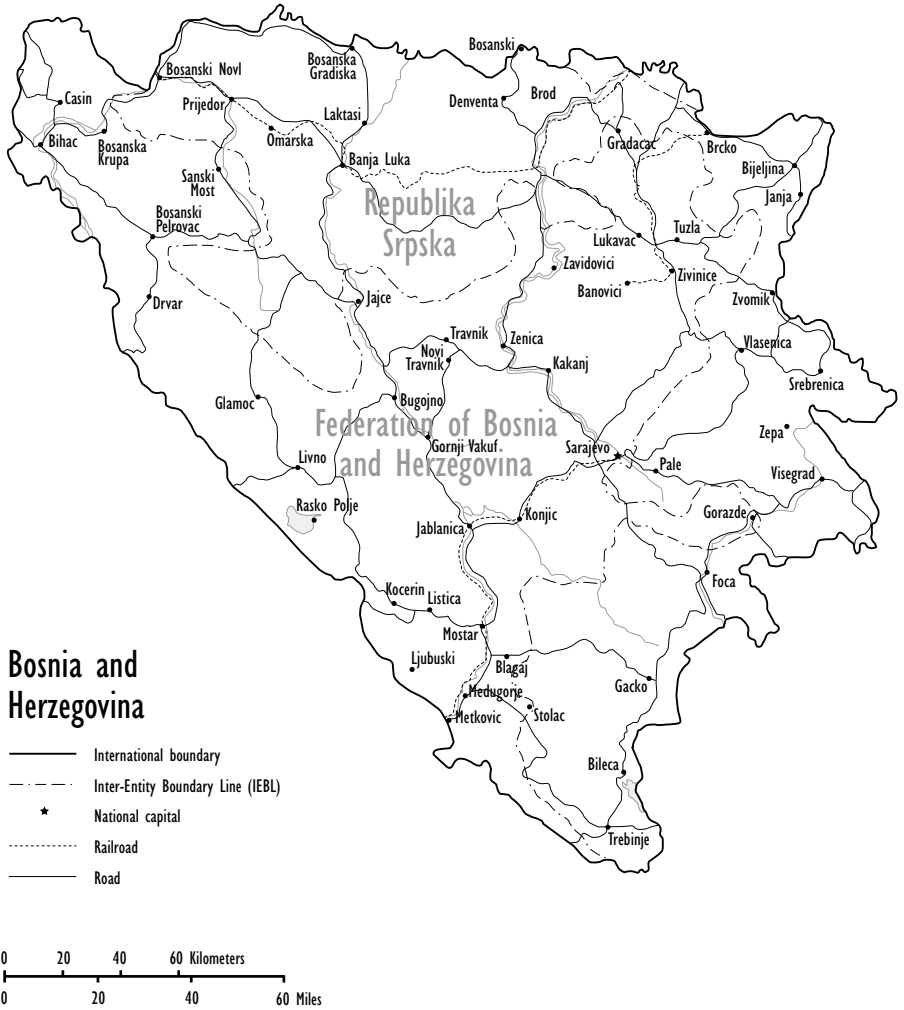 Bosanski
Bosanska
Gradiska
Bosanski Novl
Casin
Prijedor
Denventa
Brod
Laktasi
Omarska
Gradacac
Brcko
Bihac
Bosanska
Krupa
Banja Luka
Bijeljina
Sanski
Most
Janja
Republika
Srpska
Bosanski
Pelrovac
Lukavac
Tuzla
Zavidovici
Zivinice
Banovici
Drvar
Jajce
Zvomik
Travnik
Novi
Travnik
Zenica
Vlasenica
Kakanj
Srebrenica
Glamoc
Bugojno
Federation of Bosnia
and Herzegovina
Gornji Vakuf
Zepa
Sarajevo
Livno
Pale
Visegrad
Rasko Polje
Gorazde
Jablanica
Konjic
Foca
Kocerin
Listica
Mostar
Ljubuski
Blagaj
Gacko
Medugorje
Metkovic
Stolac
Bileca
Trebinje
Bosnia and
Herzegovina
International boundary
Inter-Entity Boundary Line (IEBL)
National capital
Railroad
Road
0 20 40 60 Kilometers
0 20 40 60 Miles